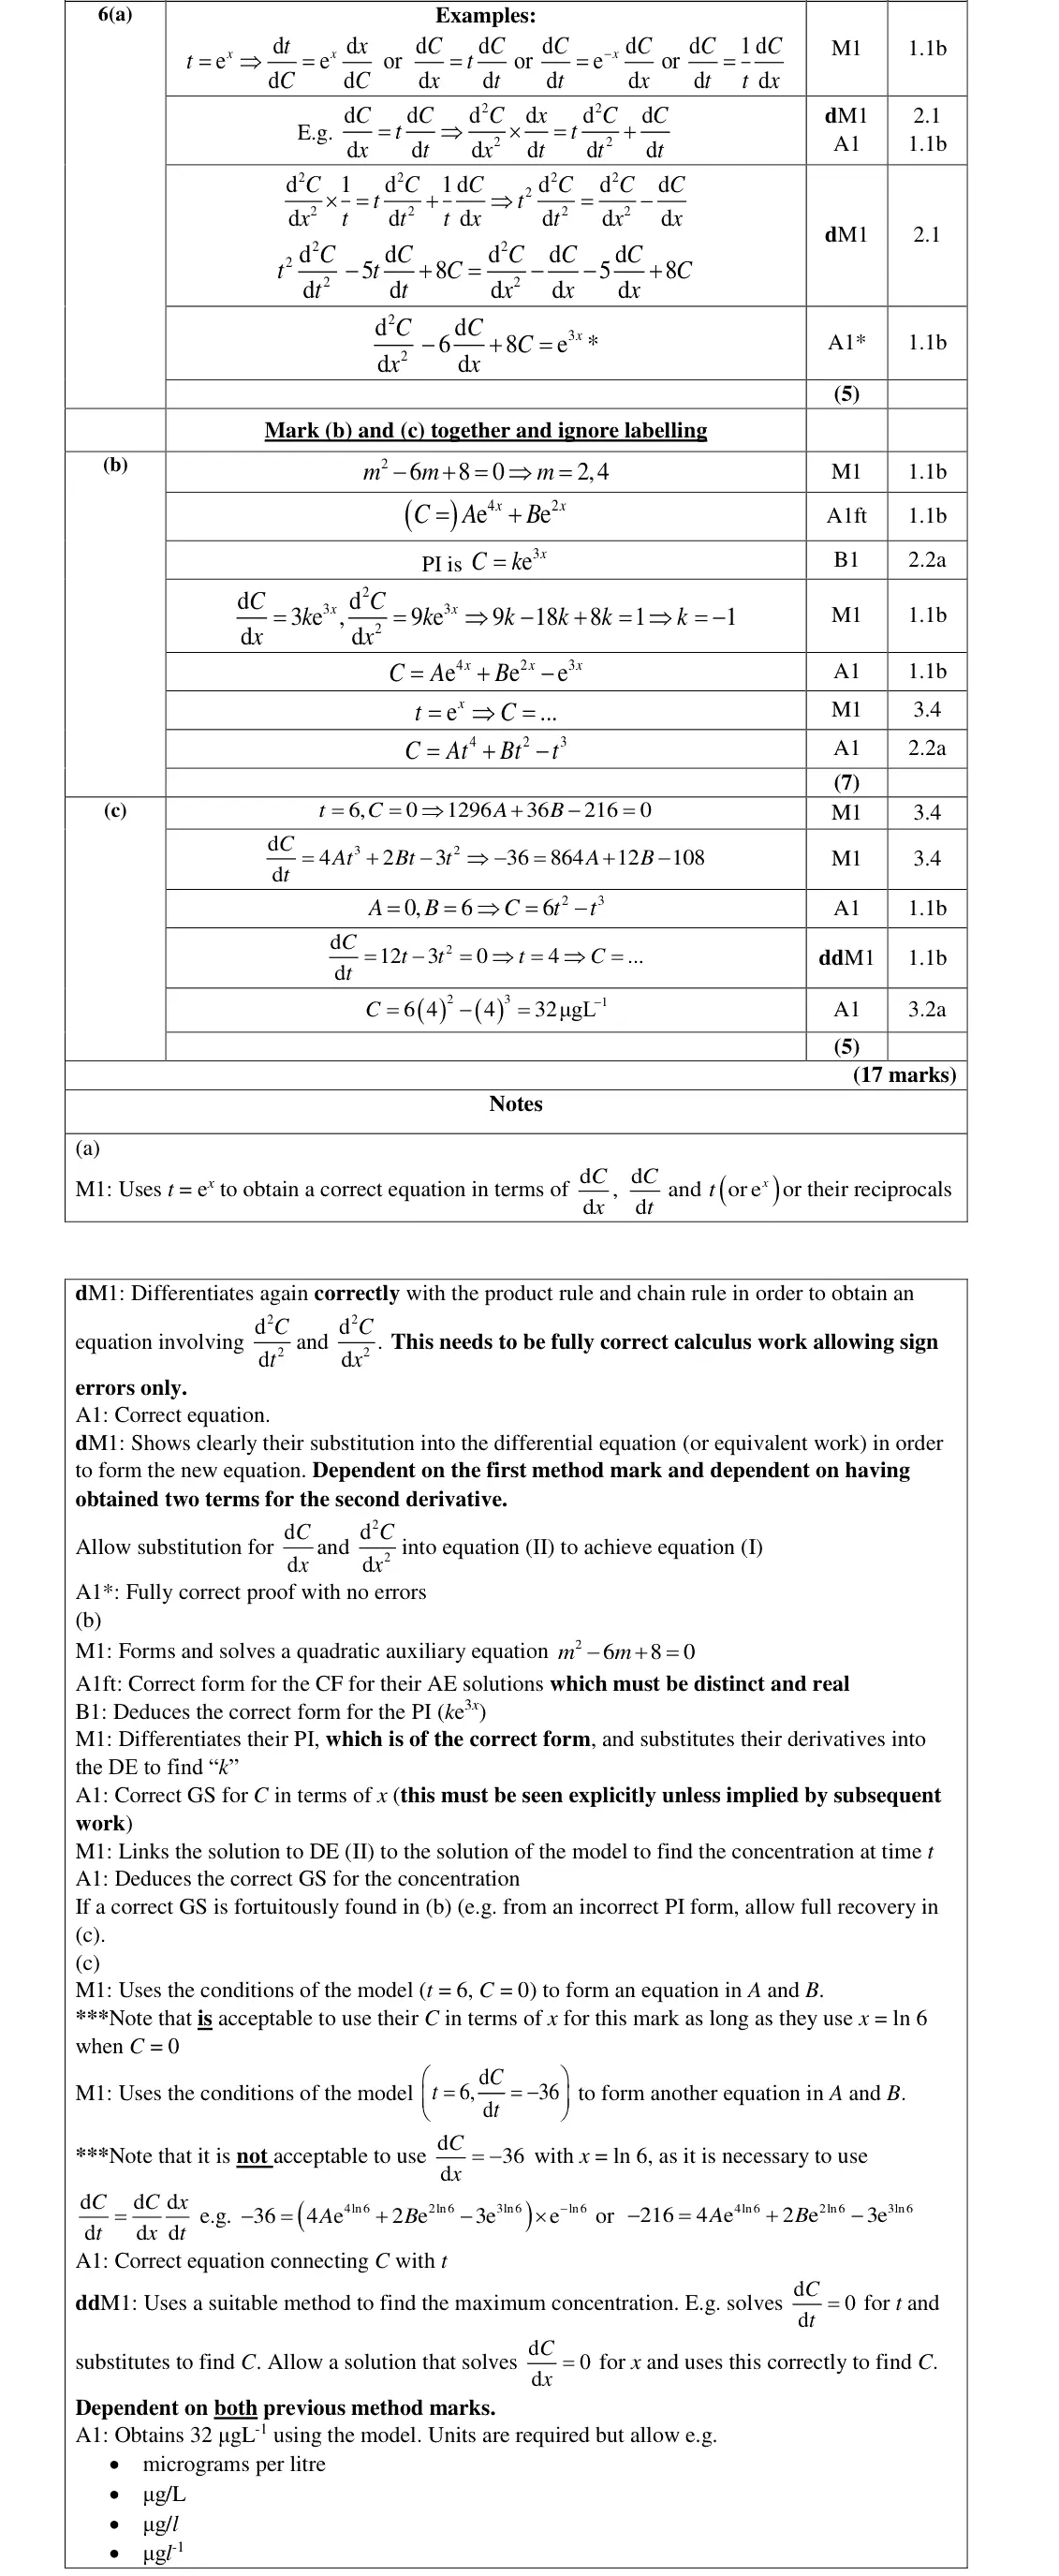 6(a)
Examples:
t = e^x ⇒ dt/dC = e^x dx/dC or dC/dx = t dC/dt or dC/dt = e^−x dC/dx or dC/dt = 1/t dC/dx
M1 1.1b
E.g. dC/dx = t dC/dt ⇒ d²C/dx² × dx/dt = t d²C/dt² + dC/dt
dM1 2.1
A1 1.1b
d²C/dx² × 1/t = t d²C/dt² + 1/t dC/dx ⇒ t² d²C/dt² = d²C/dx² − dC/dx
t² d²C/dt² − 5t dC/dt + 8C = d²C/dx² − dC/dx − 5 dC/dx + 8C
dM1 2.1
d²C/dx² − 6 dC/dx + 8C = e^3x *
A1* 1.1b
(5)
Mark (b) and (c) together and ignore labelling
(b)
m² − 6m + 8 = 0 ⇒ m = 2, 4
M1 1.1b
(C =) Ae^4x + Be^2x
A1ft 1.1b
PI is C = ke^3x
B1 2.2a
dC/dx = 3ke^3x, d²C/dx² = 9ke^3x ⇒ 9k − 18k + 8k = 1 ⇒ k = −1
M1 1.1b
C = Ae^4x + Be^2x − e^3x
A1 1.1b
t = e^x ⇒ C = ...
M1 3.4
C = At⁴ + Bt² − t³
A1 2.2a
(7)
(c)
t = 6, C = 0 ⇒ 1296A + 36B − 216 = 0
M1 3.4
dC/dt = 4At³ + 2Bt − 3t² ⇒ −36 = 864A + 12B − 108
M1 3.4
A = 0, B = 6 ⇒ C = 6t² − t³
A1 1.1b
dC/dt = 12t − 3t² = 0 ⇒ t = 4 ⇒ C = ...
ddM1 1.1b
C = 6(4)² − (4)³ = 32 μgL⁻¹
A1 3.2a
(5)
(17 marks)
Notes
(a)
M1: Uses t = e^x to obtain a correct equation in terms of dC/dx, dC/dt and t (or e^x) or their reciprocals
dM1: Differentiates again correctly with the product rule and chain rule in order to obtain an
equation involving d²C/dt² and d²C/dx². This needs to be fully correct calculus work allowing sign
errors only.
A1: Correct equation.
dM1: Shows clearly their substitution into the differential equation (or equivalent work) in order
to form the new equation. Dependent on the first method mark and dependent on having
obtained two terms for the second derivative.
Allow substitution for dC/dx and d²C/dx² into equation (II) to achieve equation (I)
A1*: Fully correct proof with no errors
(b)
M1: Forms and solves a quadratic auxiliary equation m² − 6m + 8 = 0
A1ft: Correct form for the CF for their AE solutions which must be distinct and real
B1: Deduces the correct form for the PI (ke^3x)
M1: Differentiates their PI, which is of the correct form, and substitutes their derivatives into
the DE to find “k”
A1: Correct GS for C in terms of x (this must be seen explicitly unless implied by subsequent
work)
M1: Links the solution to DE (II) to the solution of the model to find the concentration at time t
A1: Deduces the correct GS for the concentration
If a correct GS is fortuitously found in (b) (e.g. from an incorrect PI form, allow full recovery in
(c).
(c)
M1: Uses the conditions of the model (t = 6, C = 0) to form an equation in A and B.
***Note that is acceptable to use their C in terms of x for this mark as long as they use x = ln 6
when C = 0
M1: Uses the conditions of the model (t = 6, dC/dt = −36) to form another equation in A and B.
***Note that it is not acceptable to use dC/dx = −36 with x = ln 6, as it is necessary to use
dC/dt = dC/dx dx/dt e.g. −36 = (4Ae^4ln6 + 2Be^2ln6 − 3e^3ln6) × e^−ln6 or −216 = 4Ae^4ln6 + 2Be^2ln6 − 3e^3ln6
A1: Correct equation connecting C with t
ddM1: Uses a suitable method to find the maximum concentration. E.g. solves dC/dt = 0 for t and
substitutes to find C. Allow a solution that solves dC/dx = 0 for x and uses this correctly to find C.
Dependent on both previous method marks.
A1: Obtains 32 μgL⁻¹ using the model. Units are required but allow e.g.
• micrograms per litre
• μg/L
• μg/l
• μgl⁻¹